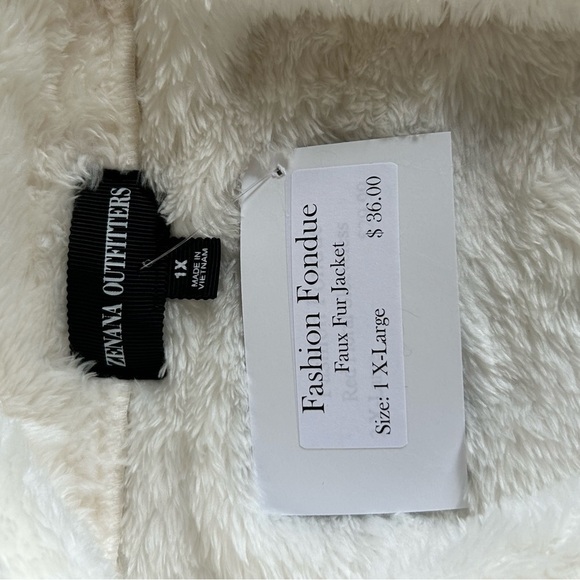 ZENANA OUTFITTERS
1X
MADE IN
VIETNAM
Fashion Fondue
Faux Fur Jacket
Size: 1 X-Large $ 36.00